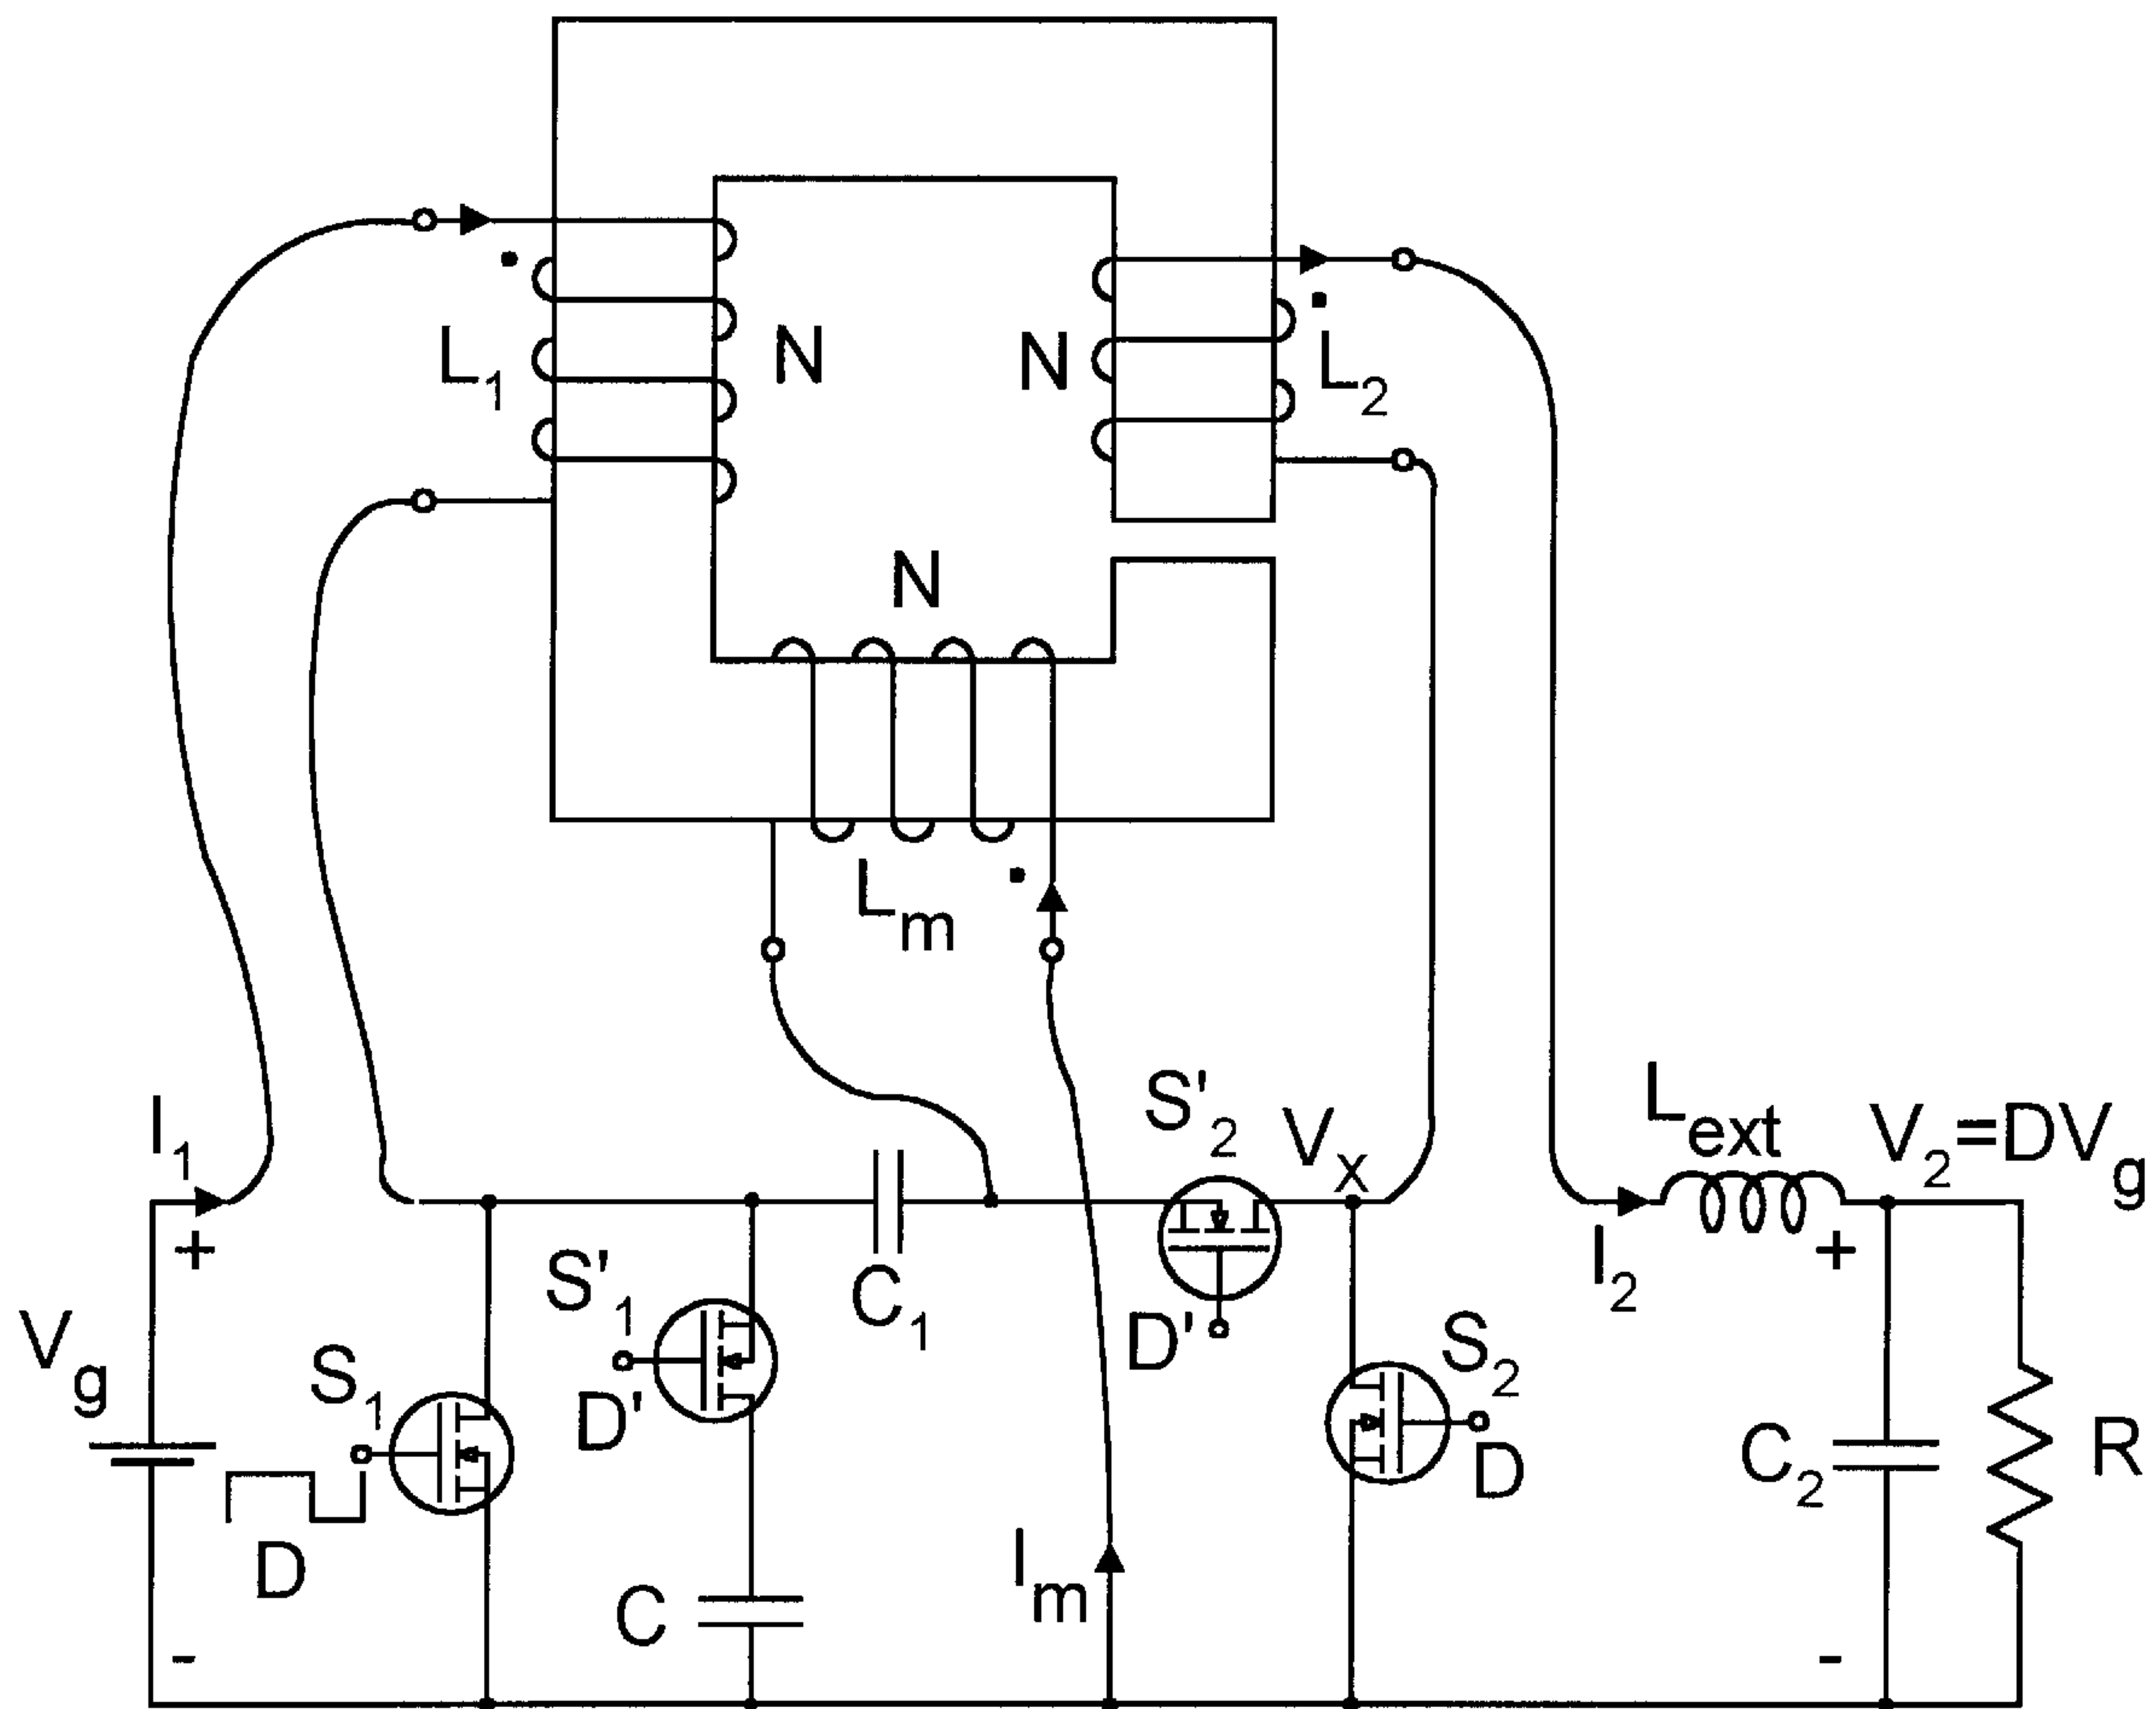 L1
N
N
L2
N
Lm
I1
S'2
Vx
Lext
V2=DVg
+
S'1
C1
I2
+
Vg
S1
D'
D'
S2
D
C2
R
D
C
Im
-
-